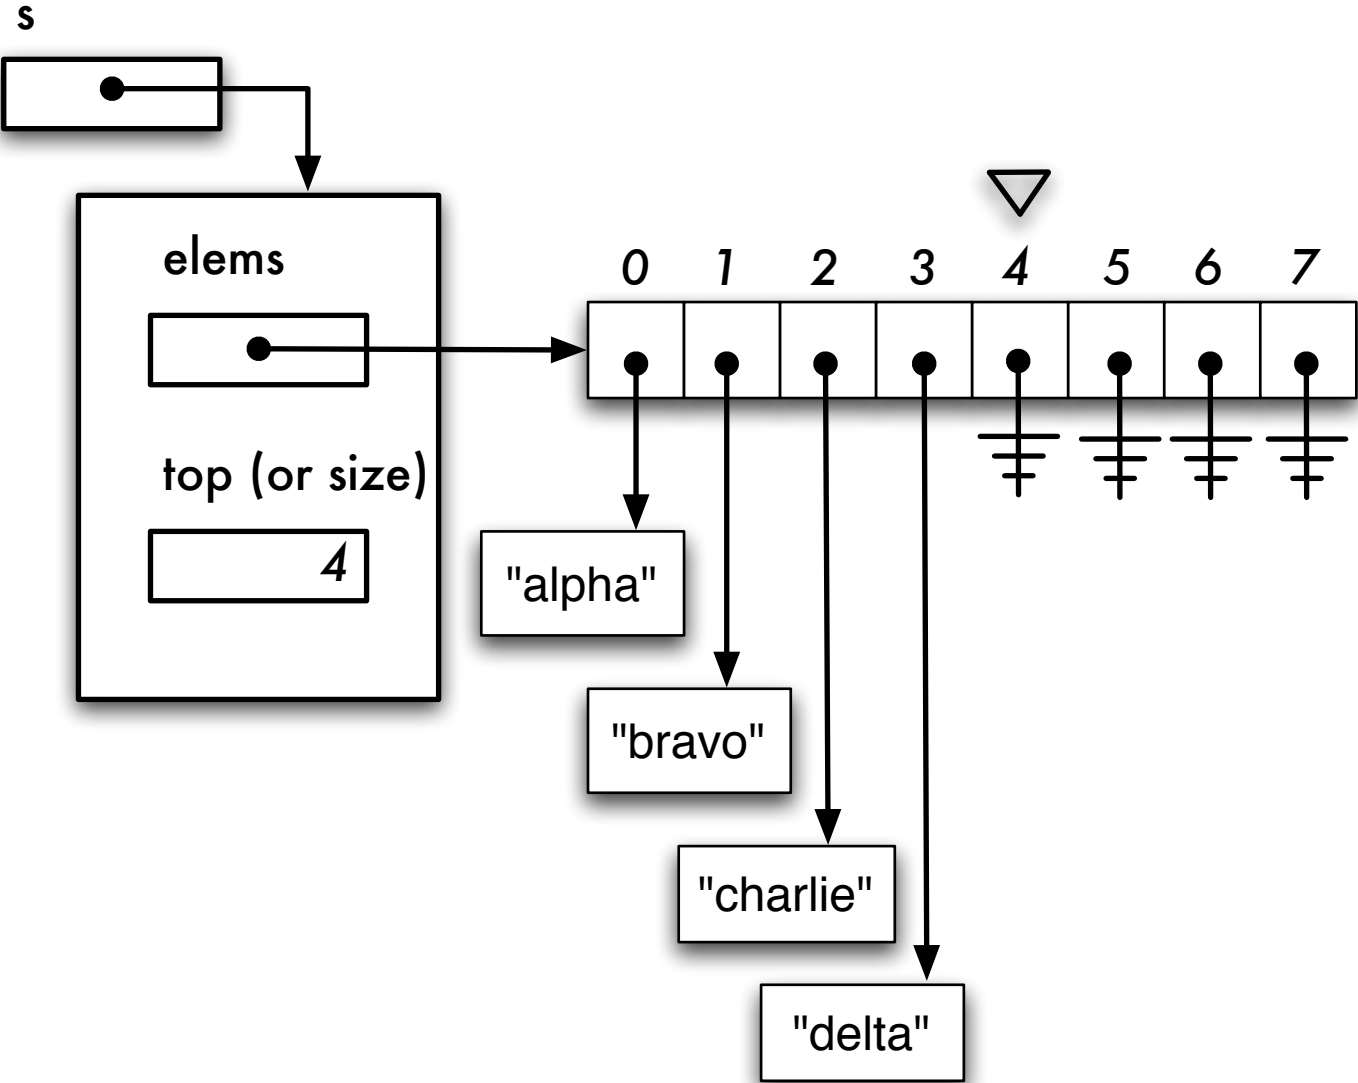 s
elems
0 1 2 3 4 5 6 7
top (or size)
4
"alpha"
"bravo"
"charlie"
"delta"